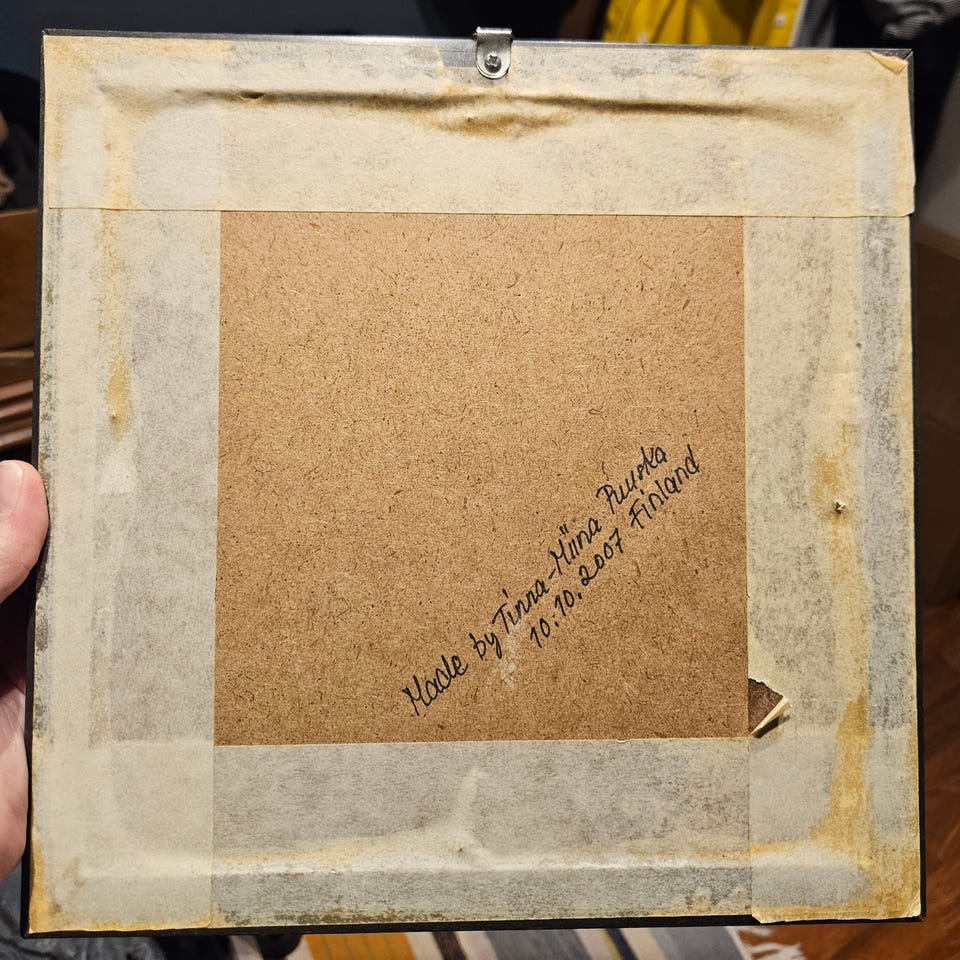 Made by Tinna-Miina Puuska
10.10.2007 Finland